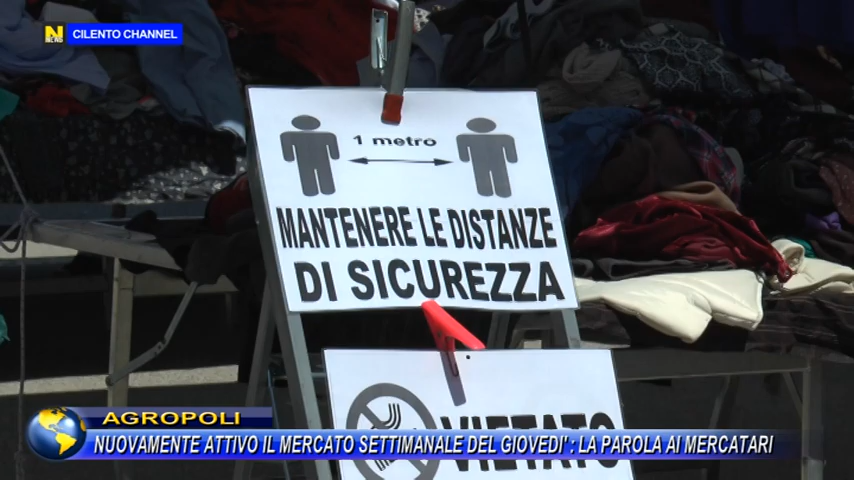 N
NEWS
CILENTO CHANNEL
1 metro
MANTENERE LE DISTANZE
DI SICUREZZA
VIETATO
AGROPOLI
NUOVAMENTE ATTIVO IL MERCATO SETTIMANALE DEL GIOVEDI': LA PAROLA AI MERCATARI